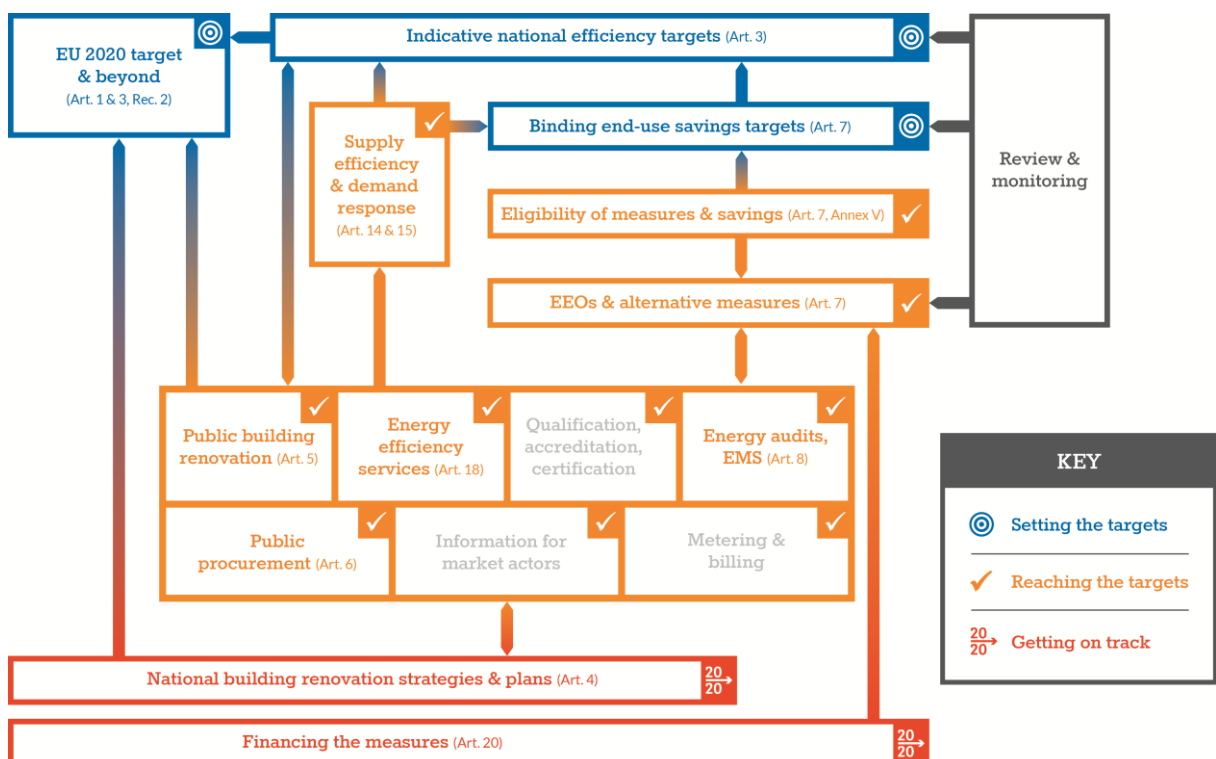 EU 2020 target
& beyond
(Art. 1 & 3, Rec. 2)
Indicative national efficiency targets (Art. 3)
Supply
efficiency
& demand
response
(Art. 14 & 15)
Binding end-use savings targets (Art. 7)
Eligibility of measures & savings (Art. 7, Annex V)
EEOs & alternative measures (Art. 7)
Review &
monitoring
Public building
renovation (Art. 5)
Energy
efficiency
services (Art. 18)
Qualification,
accreditation,
certification
Energy audits,
EMS (Art. 8)
Public
procurement (Art. 6)
Information for
market actors
Metering &
billing
National building renovation strategies & plans (Art. 4)
20
20
Financing the measures (Art. 20)
20
20
KEY
Setting the targets
Reaching the targets
20
20
Getting on track